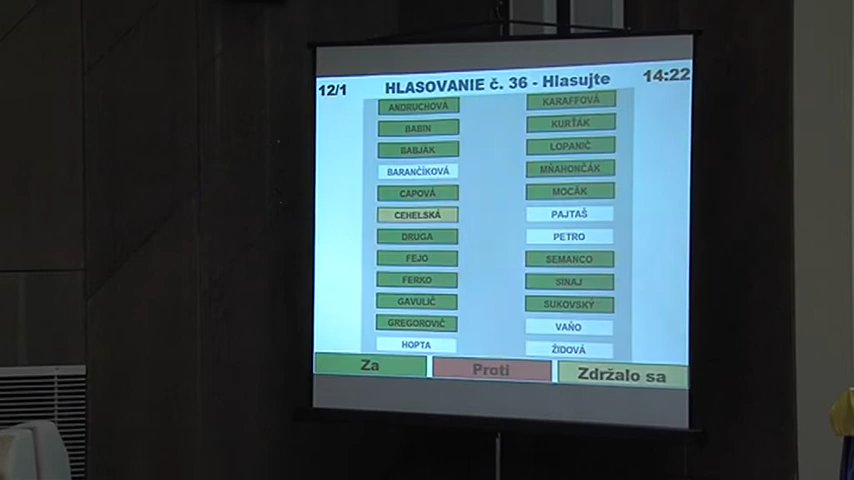 12/1 HLASOVANIE č. 36 - Hlasujte 14:22
ANDRUCHOVÁ
BABIN
BABJAK
BARANČÍKOVÁ
CAPOVÁ
CEHELSKÁ
DRUGA
FEJO
FERKO
GAVULIČ
GREGOROVIČ
HOPTA
KARAFFOVÁ
KURŤÁK
LOPANIČ
MŇAHONČÁK
MOCÁK
PAJTAŠ
PETRO
SEMANCO
SINAJ
SUKOVSKÝ
VAŇO
ŽIDOVÁ
Za Proti Zdržalo sa